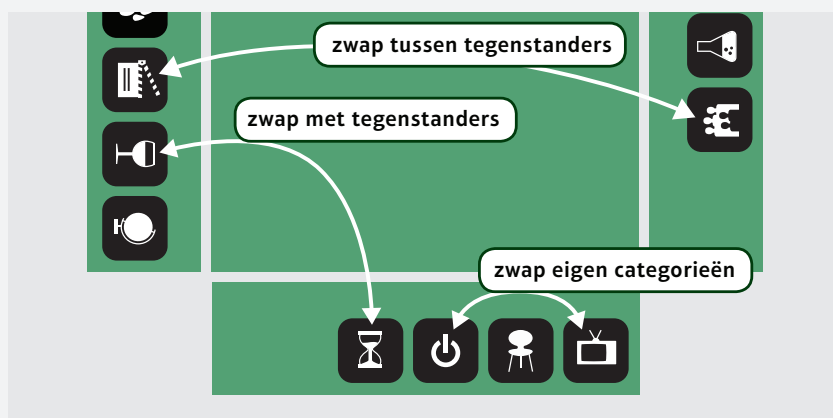 zwap tussen tegenstanders
zwap met tegenstanders
zwap eigen categorieën